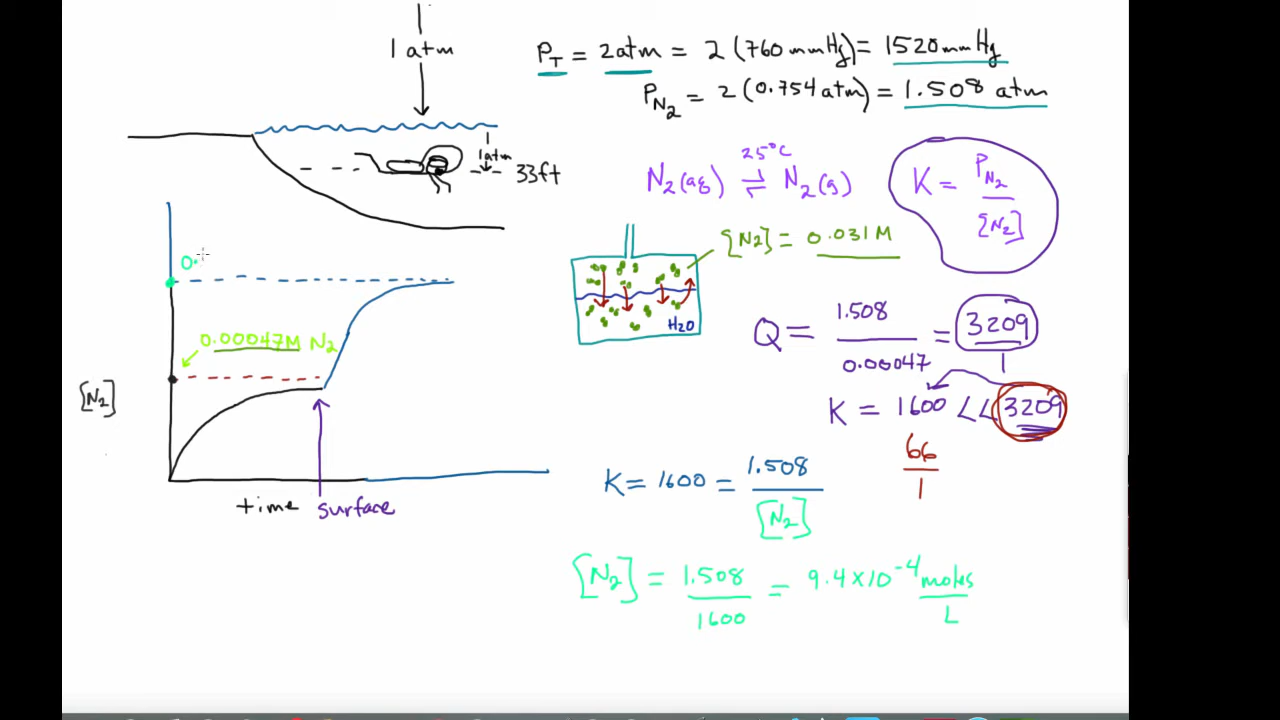 1 atm
P_T = 2atm = 2 (760 mmHg) = 1520 mmHg
P_N2 = 2 (0.754 atm) = 1.508 atm
1atm
33ft
25°C
N2(aq) ⇌ N2(g)
K = P_N2 / [N2]
[N2] = 0.031 M
H2O
0.
0.00047M N2
[N2]
time
surface
Q = 1.508 / 0.00047 = 3209 / 1
K = 1600 << 3209
66 / 1
K = 1600 = 1.508 / [N2]
[N2] = 1.508 / 1600 = 9.4 x 10^-4 moles / L